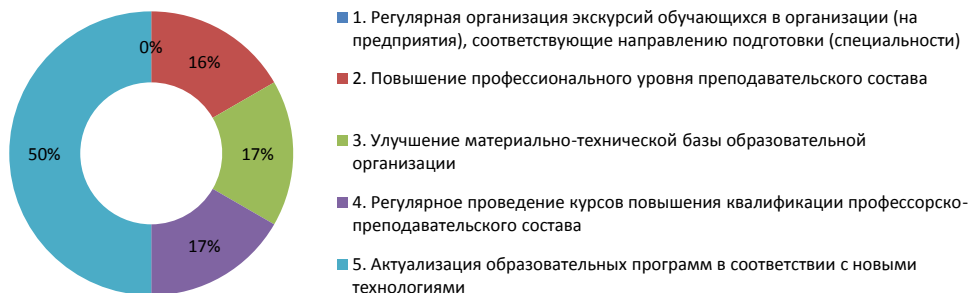 0%
16%
17%
17%
50%
1. Регулярная организация экскурсий обучающихся в организации (на
предприятия), соответствующие направлению подготовки (специальности)
2. Повышение профессионального уровня преподавательского состава
3. Улучшение материально-технической базы образовательной
организации
4. Регулярное проведение курсов повышения квалификации профессорско-
преподавательского состава
5. Актуализация образовательных программ в соответствии с новыми
технологиями